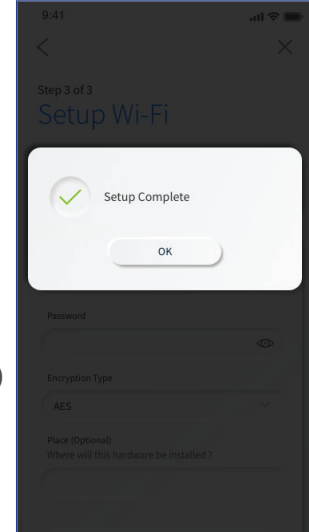 9:41
Step 3 of 3
Setup Wi-Fi
Setup Complete
OK
Password
Encryption Type
AES
Place (Optional)
Where will this hardware be installed ?